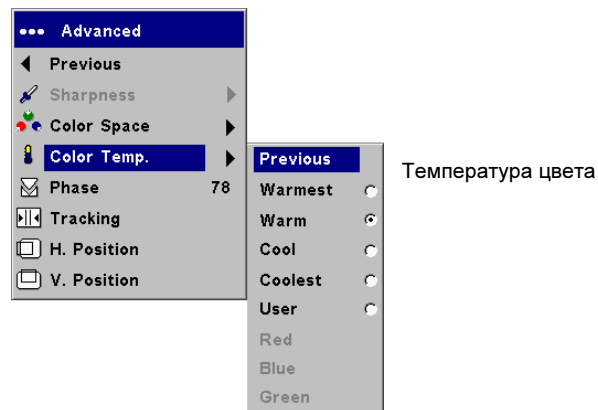 Advanced
Previous
Sharpness
Color Space
Color Temp.
Phase 78
Tracking
H. Position
V. Position
Previous
Warmest
Warm
Cool
Coolest
User
Red
Blue
Green
Температура цвета